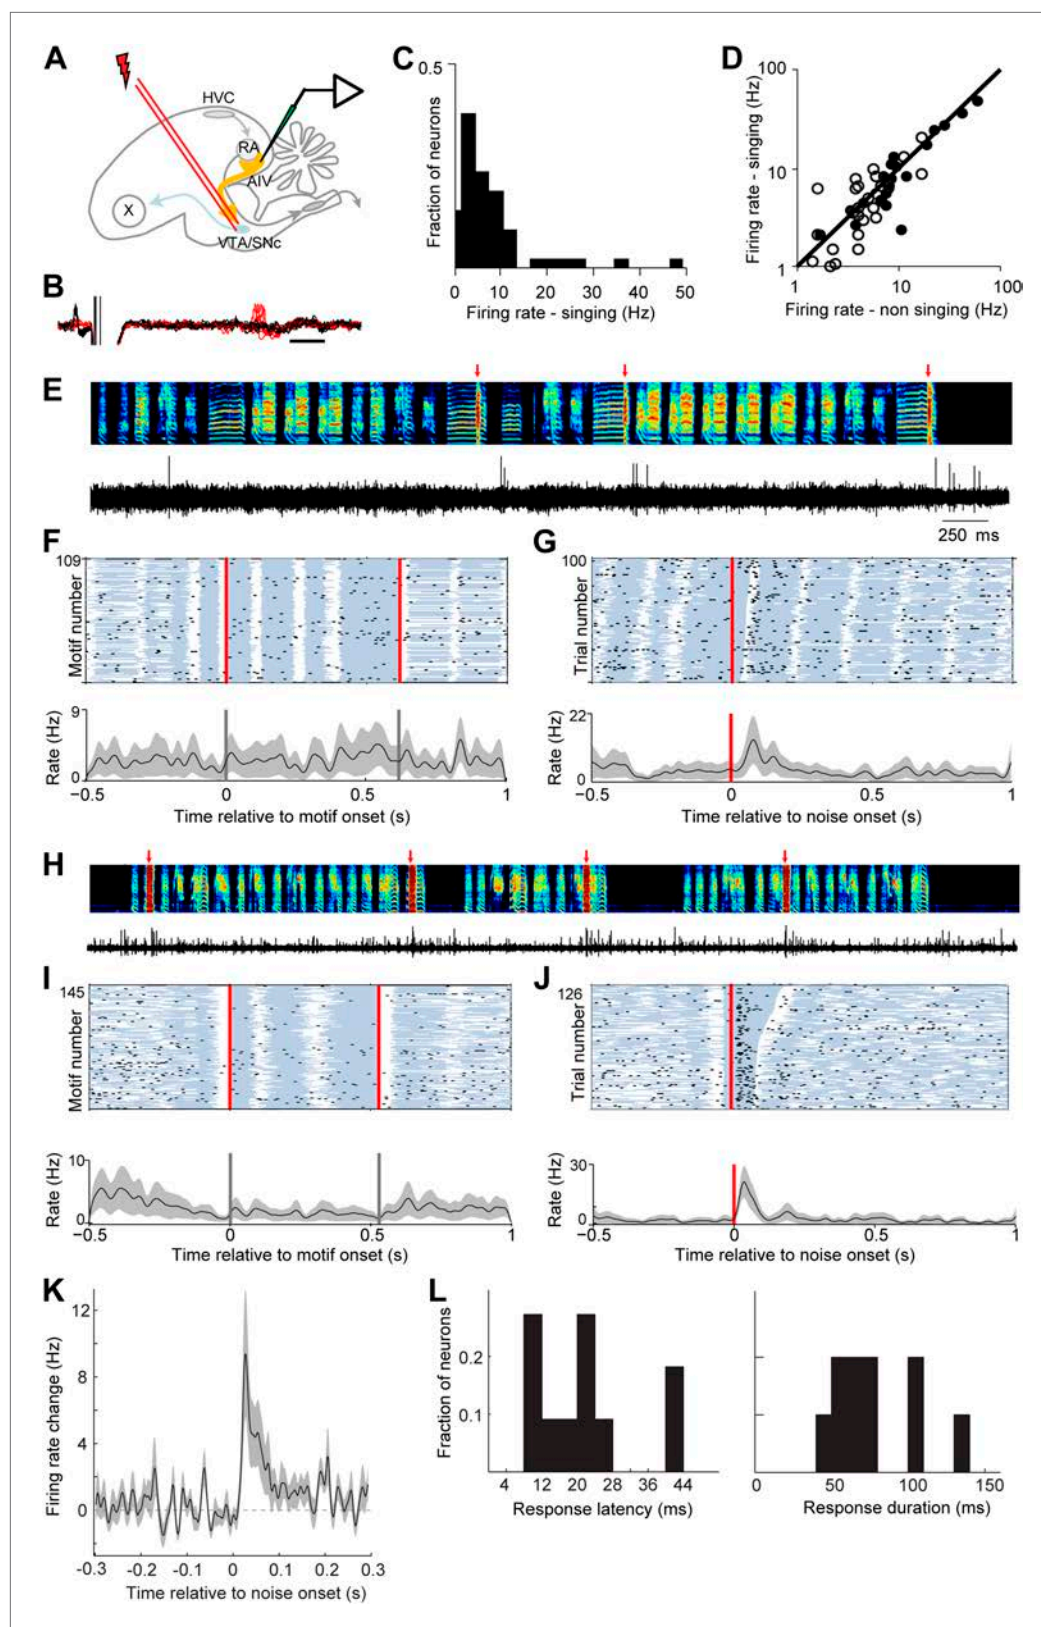 A
HVC
RA
AIV
X
VTA/SNc
B
C
0.5
Fraction of neurons
0 10 20 30 40 50
Firing rate - singing (Hz)
D
100
10
1
Firing rate - singing (Hz)
1 10 100
Firing rate - non singing (Hz)
E
250 ms
F
109
Motif number
9
0
Rate (Hz)
−0.5 0 0.5 1
Time relative to motif onset (s)
G
100
Trial number
22
0
Rate (Hz)
−0.5 0 0.5 1
Time relative to noise onset (s)
H
I
145
Motif number
10
0
Rate (Hz)
−0.5 0 0.5 1
Time relative to motif onset (s)
J
126
Trial number
30
0
Rate (Hz)
−0.5 0 0.5 1
Time relative to noise onset (s)
K
12
8
4
0
Firing rate change (Hz)
-0.3 -0.2 -0.1 0 0.1 0.2 0.3
Time relative to noise onset (s)
L
0.2
0.1
Fraction of neurons
4 12 20 28 36 44
Response latency (ms)
0 50 100 150
Response duration (ms)